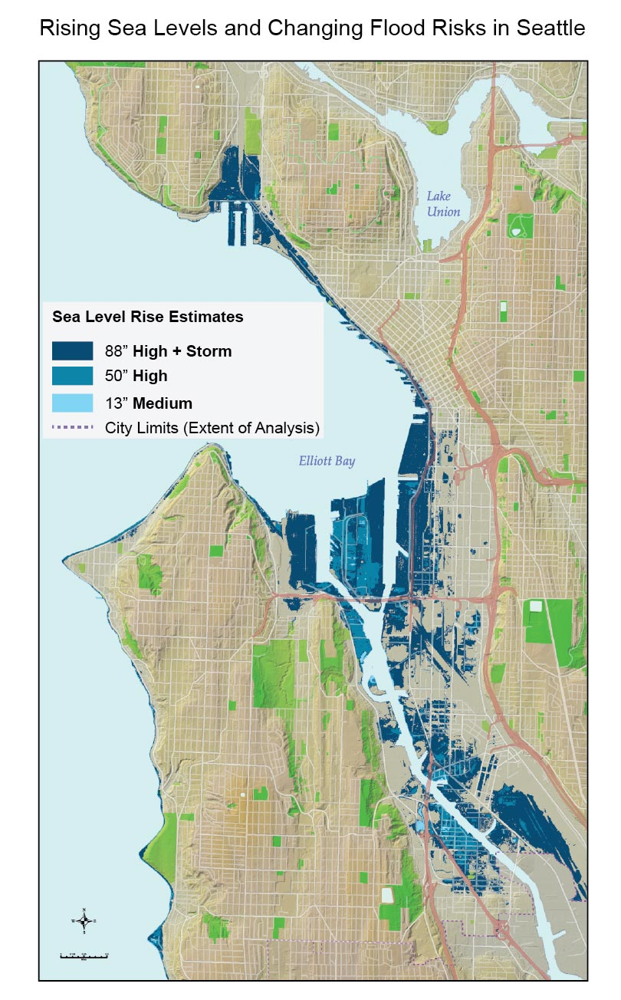 Rising Sea Levels and Changing Flood Risks in Seattle
Lake
Union
Sea Level Rise Estimates
88” High + Storm
50” High
13” Medium
City Limits (Extent of Analysis)
Elliott Bay
N
W E
S